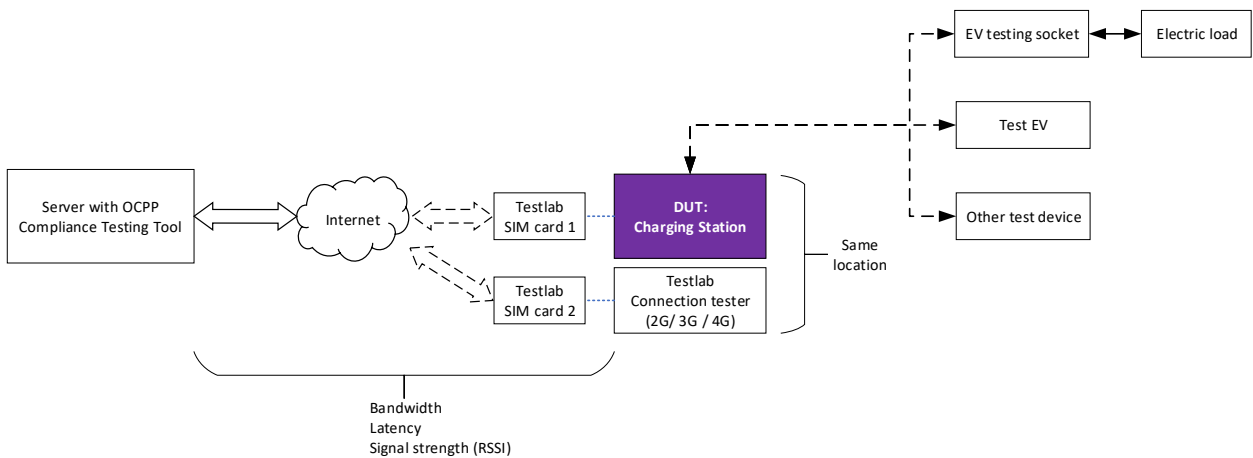 EV testing socket
Electric load
Test EV
Other test device
Server with OCPP
Compliance Testing Tool
Internet
Testlab
SIM card 1
DUT:
Charging Station
Same
location
Testlab
SIM card 2
Testlab
Connection tester
(2G/ 3G / 4G)
Bandwidth
Latency
Signal strength (RSSI)